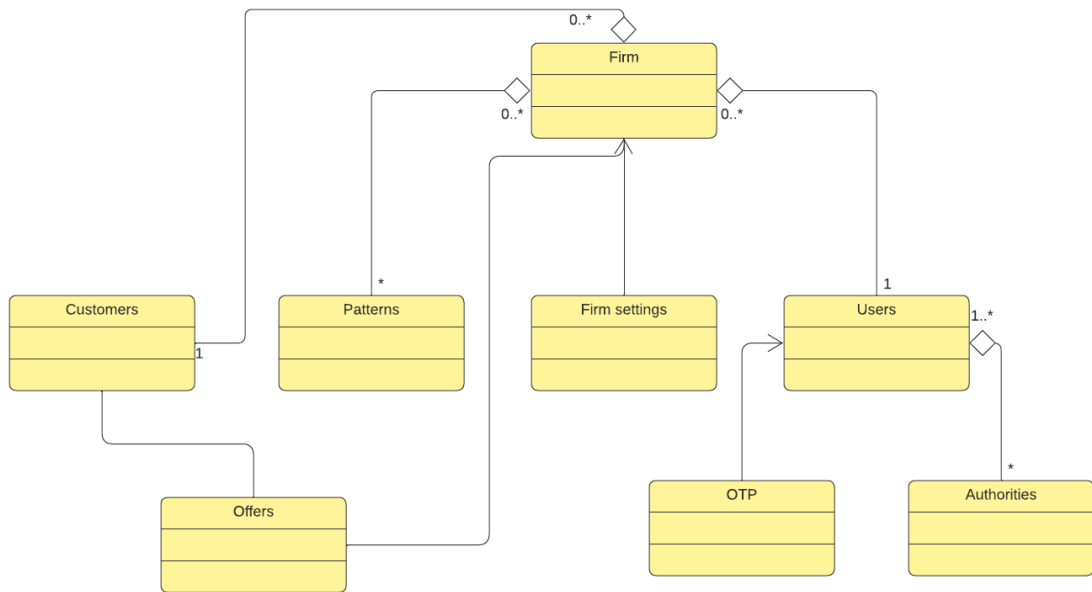 0..*
Firm
0..*
0..*
*
1
Customers
Patterns
Firm settings
Users
1..*
1
*
OTP
Authorities
Offers